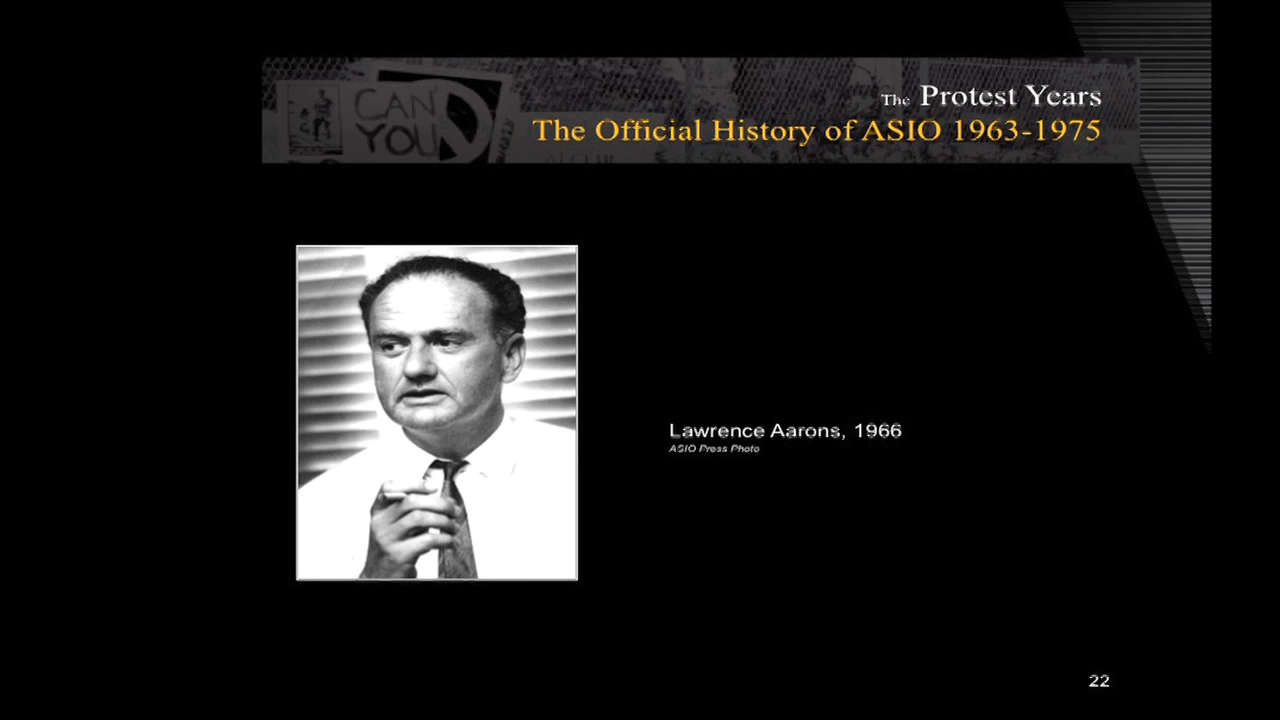 CAN
YOU
The Protest Years
The Official History of ASIO 1963-1975
Lawrence Aarons, 1966
ASIO Press Photo
22